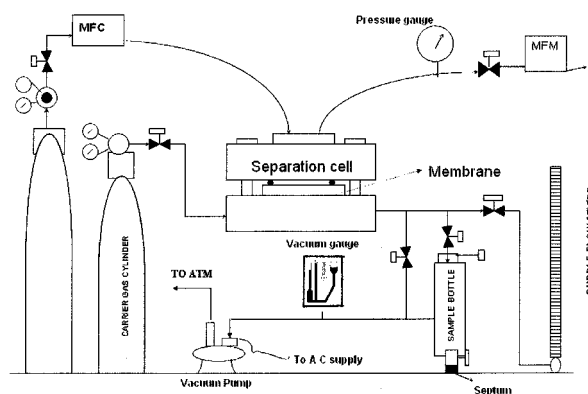 MFC
Pressure gauge
MFM
Separation cell
Membrane
Vacuum gauge
CARRIER GAS CYLINDER
TO ATM
SAMPLE BOTTLE
To A C supply
Vacuum Pump
Septum